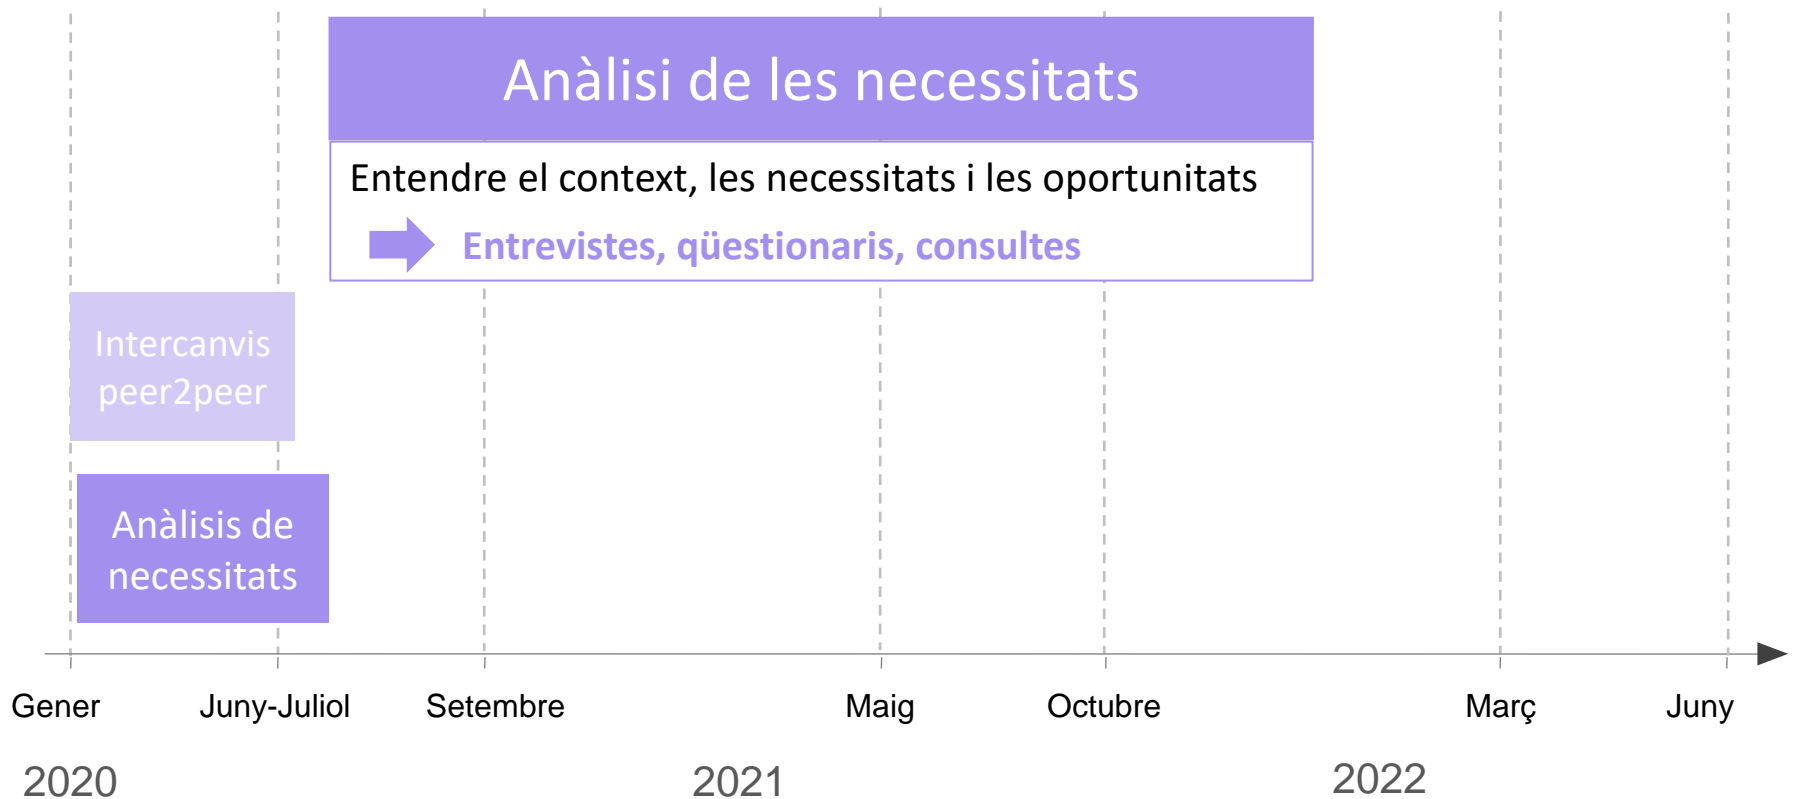 Anàlisi de les necessitats
Entendre el context, les necessitats i les oportunitats
Entrevistes, qüestionaris, consultes
Intercanvis
peer2peer
Anàlisis de
necessitats
Gener
Juny-Juliol
Setembre
Maig
Octubre
Març
Juny
2020
2021
2022